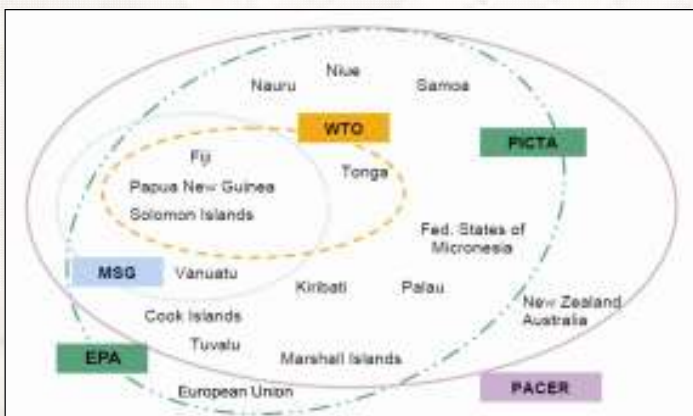 Niue
Nauru
Samoa
WTO
PICTA
Fiji
Tonga
Papua New Guinea
Solomon Islands
Fed. States of
Micronesia
MSG
Vanuatu
Kiribati
Palau
New Zealand
Australia
Cook Islands
Tuvalu
EPA
Marshall Islands
European Union
PACER